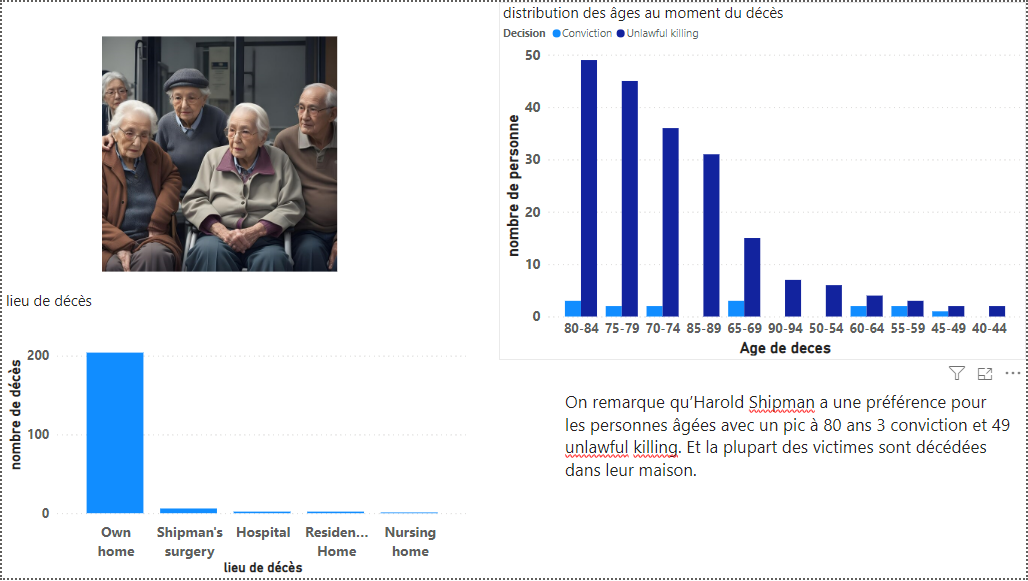 distribution des âges au moment du décès
Decision Conviction Unlawful killing
50
40
30
20
10
0
nombre de personne
80-84 75-79 70-74 85-89 65-69 90-94 50-54 60-64 55-59 45-49 40-44
Age de deces
lieu de décès
200
100
0
nombre de décès
Own home
Shipman's surgery
Hospital
Residen... Home
Nursing home
lieu de décès
On remarque qu’Harold Shipman a une préférence pour
les personnes âgées avec un pic à 80 ans 3 conviction et 49
unlawful killing. Et la plupart des victimes sont décédées
dans leur maison.